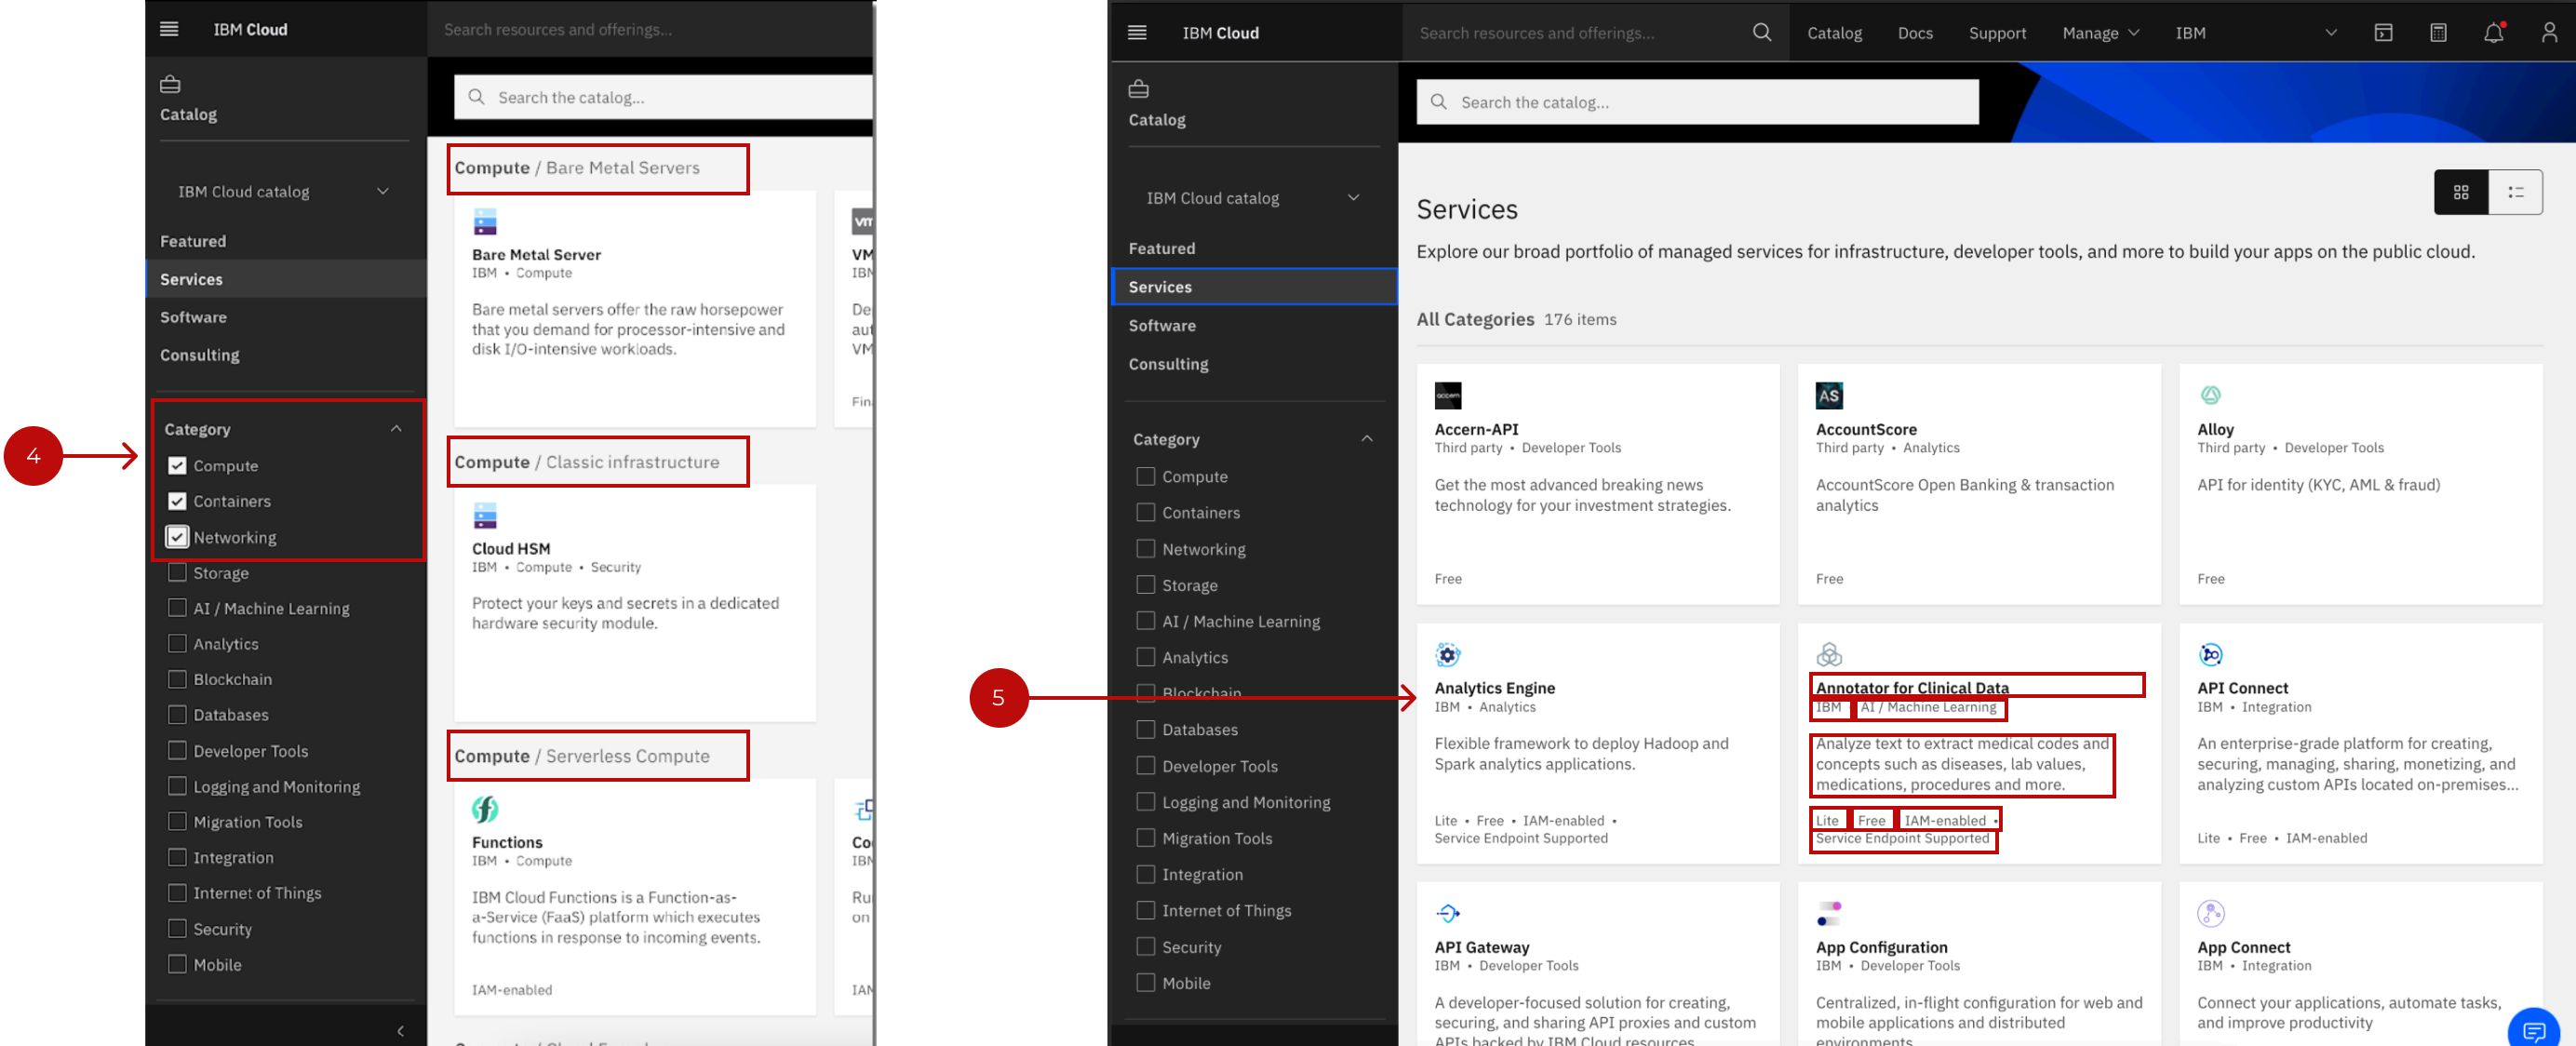 IBM Cloud
Search resources and offerings...
Catalog
Search the catalog...
IBM Cloud catalog
Featured
Services
Software
Consulting
4
Category
Compute
Containers
Networking
Storage
AI / Machine Learning
Analytics
Blockchain
Databases
Developer Tools
Logging and Monitoring
Migration Tools
Integration
Internet of Things
Security
Mobile
Compute / Bare Metal Servers
Bare Metal Server
IBM • Compute
Bare metal servers offer the raw horsepower
that you demand for processor-intensive and
disk I/O-intensive workloads.
Compute / Classic infrastructure
Cloud HSM
IBM • Compute • Security
Protect your keys and secrets in a dedicated
hardware security module.
Compute / Serverless Compute
Functions
IBM • Compute
IBM Cloud Functions is a Function-as-
a-Service (FaaS) platform which executes
functions in response to incoming events.
IAM-enabled
IBM Cloud
Search resources and offerings...
Catalog
Docs
Support
Manage
IBM
Catalog
Search the catalog...
IBM Cloud catalog
Featured
Services
Software
Consulting
Category
Compute
Containers
Networking
Storage
AI / Machine Learning
Analytics
5
Blockchain
Databases
Developer Tools
Logging and Monitoring
Migration Tools
Integration
Internet of Things
Security
Mobile
Services
Explore our broad portfolio of managed services for infrastructure, developer tools, and more to build your apps on the public cloud.
All Categories 176 items
accern
Accern-API
Third party • Developer Tools
Get the most advanced breaking news
technology for your investment strategies.
Free
AS
AccountScore
Third party • Analytics
AccountScore Open Banking & transaction
analytics
Free
Alloy
Third party • Developer Tools
API for identity (KYC, AML & fraud)
Free
Analytics Engine
IBM • Analytics
Flexible framework to deploy Hadoop and
Spark analytics applications.
Lite • Free • IAM-enabled •
Service Endpoint Supported
Annotator for Clinical Data
IBM AI / Machine Learning
Analyze text to extract medical codes and
concepts such as diseases, lab values,
medications, procedures and more.
Lite Free IAM-enabled •
Service Endpoint Supported
API Connect
IBM • Integration
An enterprise-grade platform for creating,
securing, managing, sharing, monetizing, and
analyzing custom APIs located on-premises...
Lite • Free • IAM-enabled
API Gateway
IBM • Developer Tools
A developer-focused solution for creating,
securing, and sharing API proxies and custom
APIs backed by IBM Cloud resources
App Configuration
IBM • Developer Tools
Centralized, in-flight configuration for web and
mobile applications and distributed
environments
App Connect
IBM • Integration
Connect your applications, automate tasks,
and improve productivity